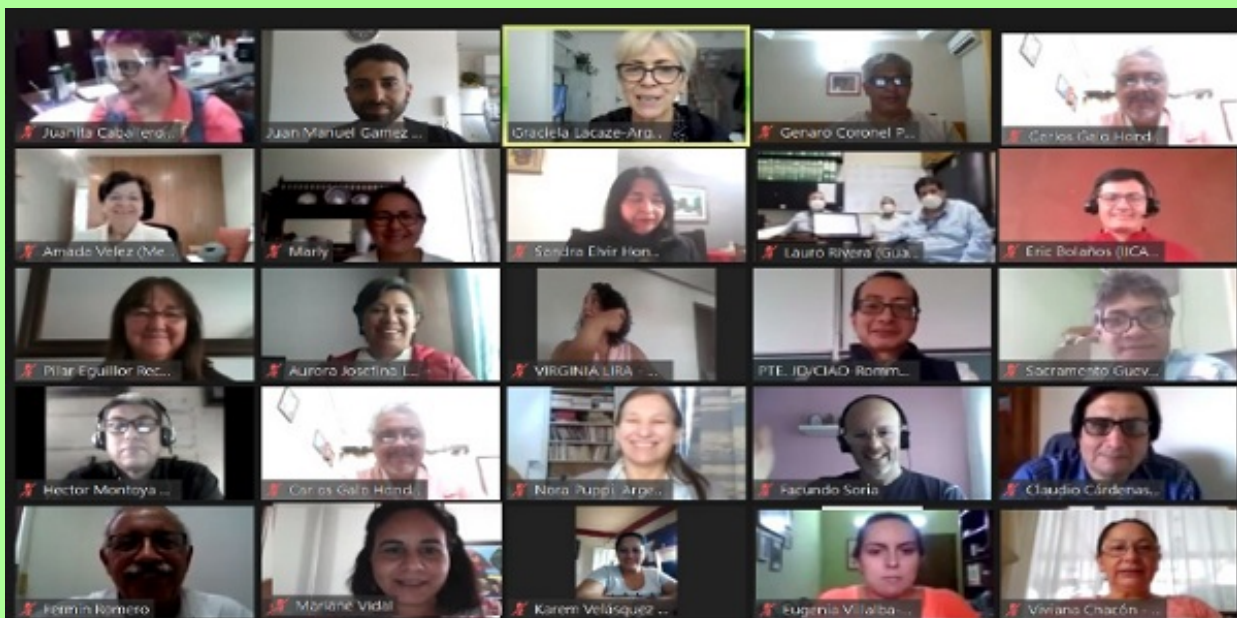 Juanita Caballero...
Juan Manuel Gamez ...
Graciela Lacaze-Arg...
Genaro Coronel P...
Carlos Galo Hond...
Amada Velez (Me...
Marly
Sandra Elvir Hon...
Lauro Rivera (Gua...
Eric Bolaños (IICA...
Pilar Eguillor Rec...
Aurora Josefina L...
VIRGINIA LIRA - ...
PTE. JD/CIAO-Romm...
Sacramento Guev...
Hector Montoya ...
Carlos Galo Hond...
Nora Puppi, Arge...
Facundo Soria
Claudio Cárdenas...
Fermin Romero
Mariane Vidal
Karem Velásquez ...
Eugenia Villalba-...
Viviana Chacón - ...